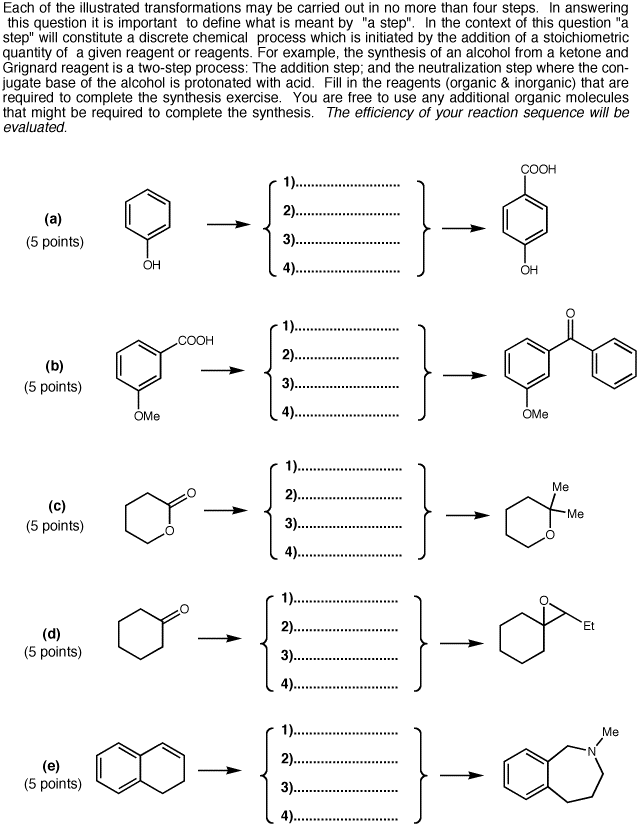 Each of the illustrated transformations may be carried out in no more than four steps. In answering
this question it is important to define what is meant by "a step". In the context of this question "a
step" will constitute a discrete chemical process which is initiated by the addition of a stoichiometric
quantity of a given reagent or reagents. For example, the synthesis of an alcohol from a ketone and
Grignard reagent is a two-step process: The addition step; and the neutralization step where the con-
jugate base of the alcohol is protonated with acid. Fill in the reagents (organic & inorganic) that are
required to complete the synthesis exercise. You are free to use any additional organic molecules
that might be required to complete the synthesis. The efficiency of your reaction sequence will be
evaluated.
(a)
(5 points)
OH
1)..........................
2)..........................
3)..........................
4)..........................
COOH
OH
(b)
(5 points)
COOH
OMe
1)..........................
2)..........................
3)..........................
4)..........................
O
OMe
(c)
(5 points)
O
O
1)..........................
2)..........................
3)..........................
4)..........................
Me
Me
O
(d)
(5 points)
O
1)..........................
2)..........................
3)..........................
4)..........................
O
Et
(e)
(5 points)
1)..........................
2)..........................
3)..........................
4)..........................
Me
N